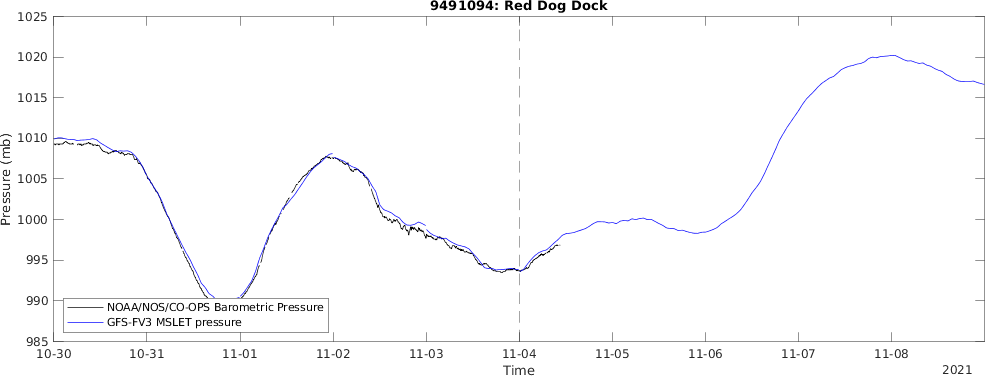 9491094: Red Dog Dock
Pressure (mb)
1025
1020
1015
1010
1005
1000
995
990
985
NOAA/NOS/CO-OPS Barometric Pressure
GFS-FV3 MSLET pressure
10-30 10-31 11-01 11-02 11-03 11-04 11-05 11-06 11-07 11-08
Time
2021